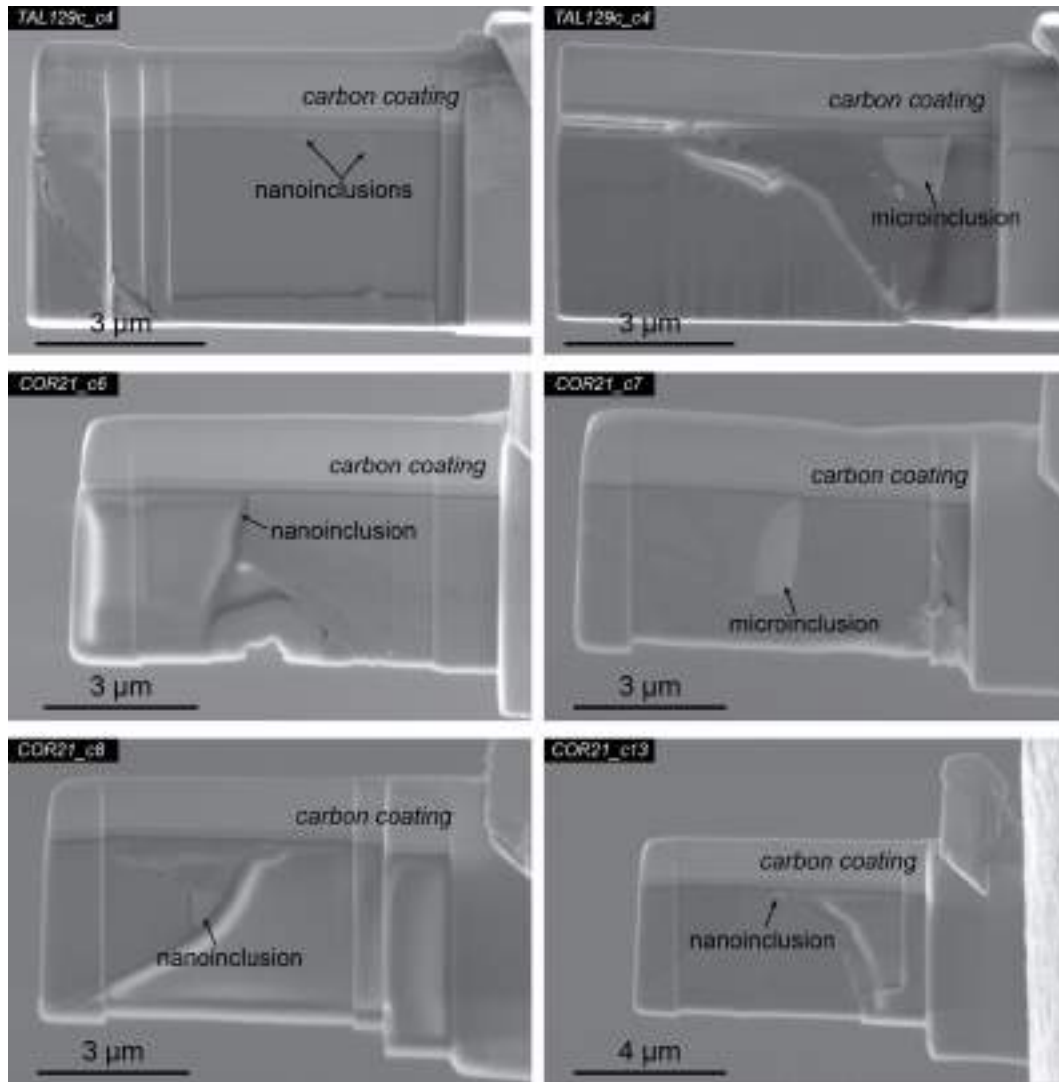 TAL129c_c4
carbon coating
nanoinclusions
3 µm
TAL129c_c4
carbon coating
microinclusion
3 µm
COR21_c6
carbon coating
nanoinclusion
3 µm
COR21_c7
carbon coating
microinclusion
3 µm
COR21_c8
carbon coating
nanoinclusion
3 µm
COR21_c13
carbon coating
nanoinclusion
4 µm